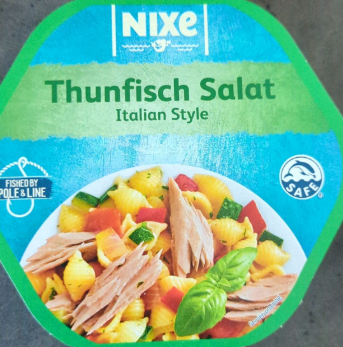 NIXE
Thunfisch Salat
Italian Style
FISHED BY
POLE & LINE
SAFE